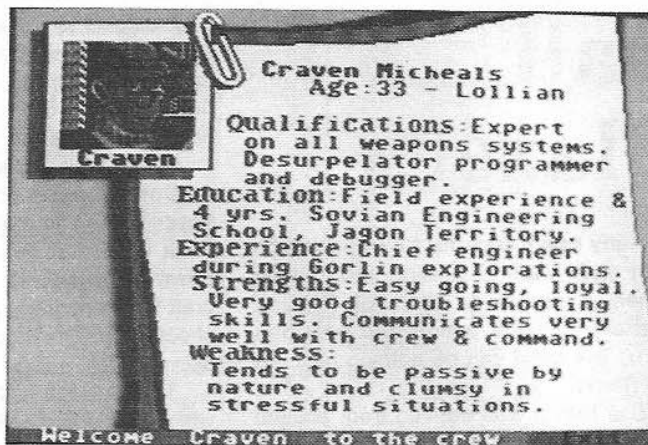 Craven Micheals
Age:33 - Lollian
Craven
Qualifications:Expert
on all weapons systems.
Desurpelator programmer
and debugger.
Education:Field experience &
4 yrs. Sovian Engineering
School, Jagon Territory.
Experience:Chief engineer
during Gorlin explorations.
Strengths:Easy going, loyal.
Very good troubleshooting
skills. Communicates very
well with crew & command.
Weakness:
Tends to be passive by
nature and clumsy in
stressful situations.
Welcome Craven to the crew